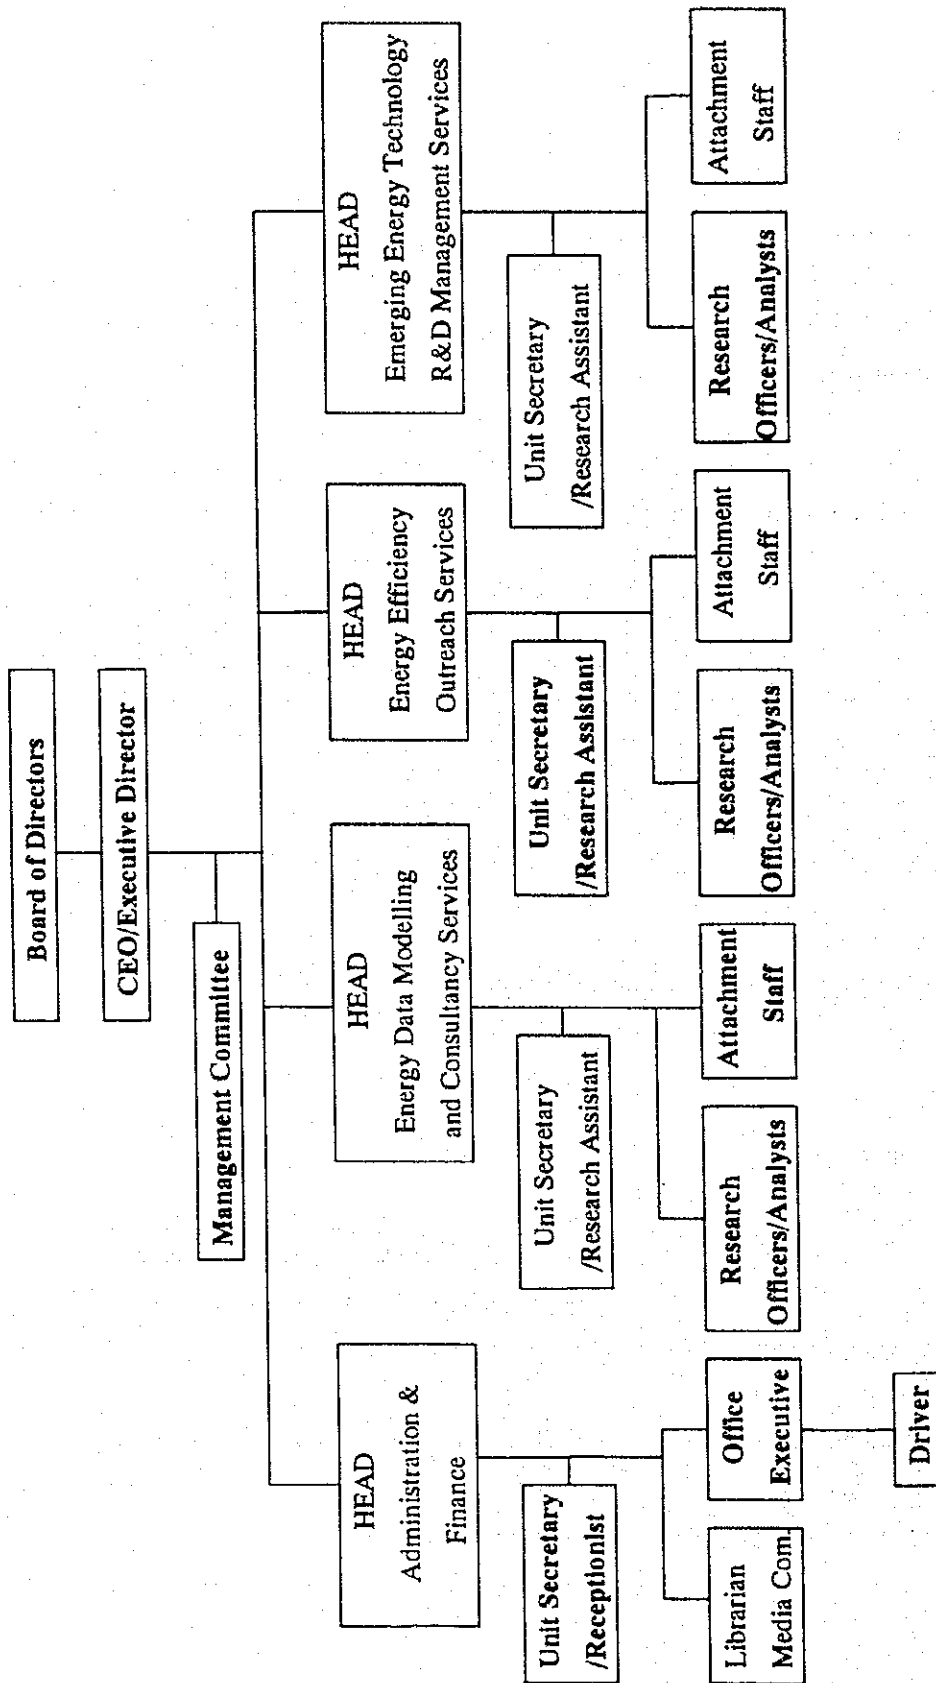 Board of Directors
CEO/Executive Director
Management Committee
HEAD
Administration &
Finance
HEAD
Energy Data Modelling
and Consultancy Services
HEAD
Energy Efficiency
Outreach Services
HEAD
Emerging Energy Technology
R&D Management Services
Unit Secretary
/Receptionist
Unit Secretary
/Research Assistant
Unit Secretary
/Research Assistant
Unit Secretary
/Research Assistant
Librarian
Media Com.
Office
Executive
Research
Officers/Analysts
Attachment
Staff
Research
Officers/Analysts
Attachment
Staff
Research
Officers/Analysts
Attachment
Staff
Driver